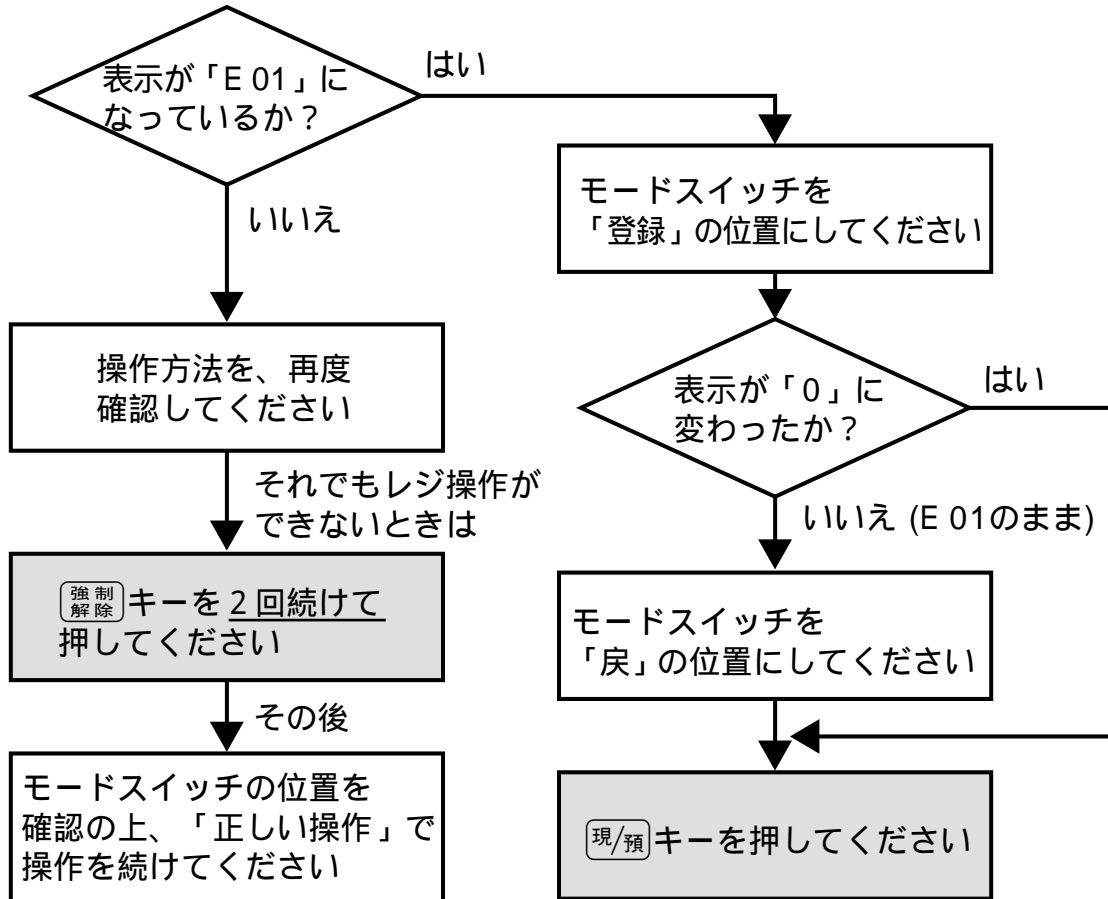 表示が「E 01」に
なっているか？
はい
いいえ
操作方法を、再度
確認してください
それでもレジ操作が
できないときは
強制
解除
キーを 2 回続けて
押してください
その後
モードスイッチの位置を
確認の上、「正しい操作」で
操作を続けてください
モードスイッチを
「登録」の位置にしてください
表示が「0」に
変わったか？
はい
いいえ (E 01のまま)
モードスイッチを
「戻」の位置にしてください
現/預キーを押してください